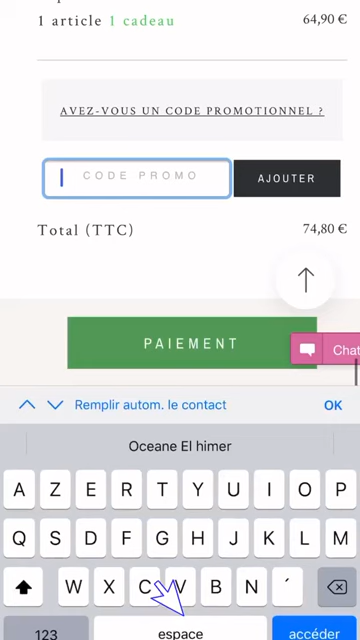 1 article 1 cadeau 64,90 €
AVEZ-VOUS UN CODE PROMOTIONNEL ?
CODE PROMO AJOUTER
Total (TTC) 74,80 €
PAIEMENT
Chat
Remplir autom. le contact OK
Oceane El himer
A Z E R T Y U I O P
Q S D F G H J K L M
W X C V B N ´
123 espace accéder